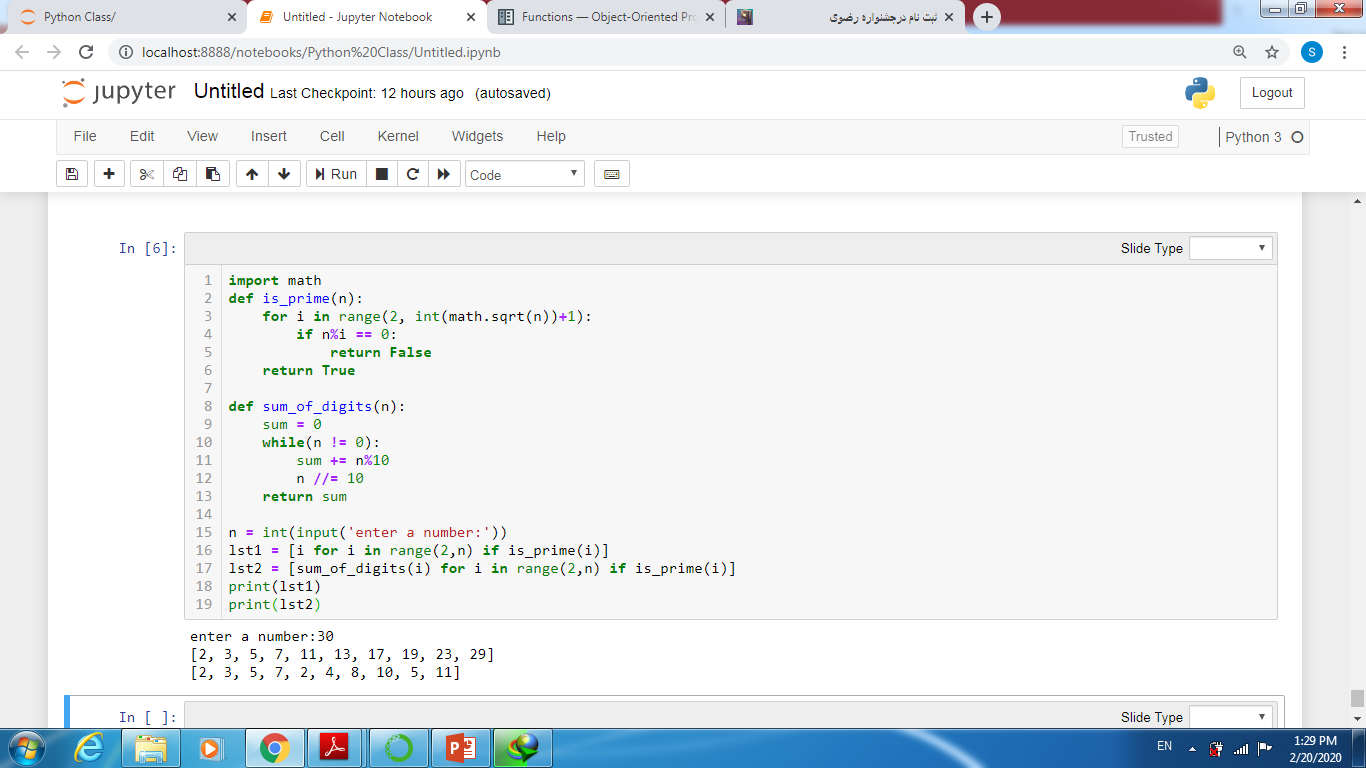 Python Class/
Untitled - Jupyter Notebook
Functions — Object-Oriented Pro
ثبت نام درجشنواره رضوی
localhost:8888/notebooks/Python%20Class/Untitled.ipynb
S
jupyter Untitled Last Checkpoint: 12 hours ago (autosaved)
Logout
File Edit View Insert Cell Kernel Widgets Help
Trusted Python 3
Run Code
In [6]: Slide Type
1 import math
2 def is_prime(n):
3     for i in range(2, int(math.sqrt(n))+1):
4         if n%i == 0:
5             return False
6     return True
7
8 def sum_of_digits(n):
9     sum = 0
10     while(n != 0):
11         sum += n%10
12         n //= 10
13     return sum
14
15 n = int(input('enter a number:'))
16 lst1 = [i for i in range(2,n) if is_prime(i)]
17 lst2 = [sum_of_digits(i) for i in range(2,n) if is_prime(i)]
18 print(lst1)
19 print(lst2)
enter a number:30
[2, 3, 5, 7, 11, 13, 17, 19, 23, 29]
[2, 3, 5, 7, 2, 4, 8, 10, 5, 11]
In [ ]: Slide Type
EN
1:29 PM
2/20/2020